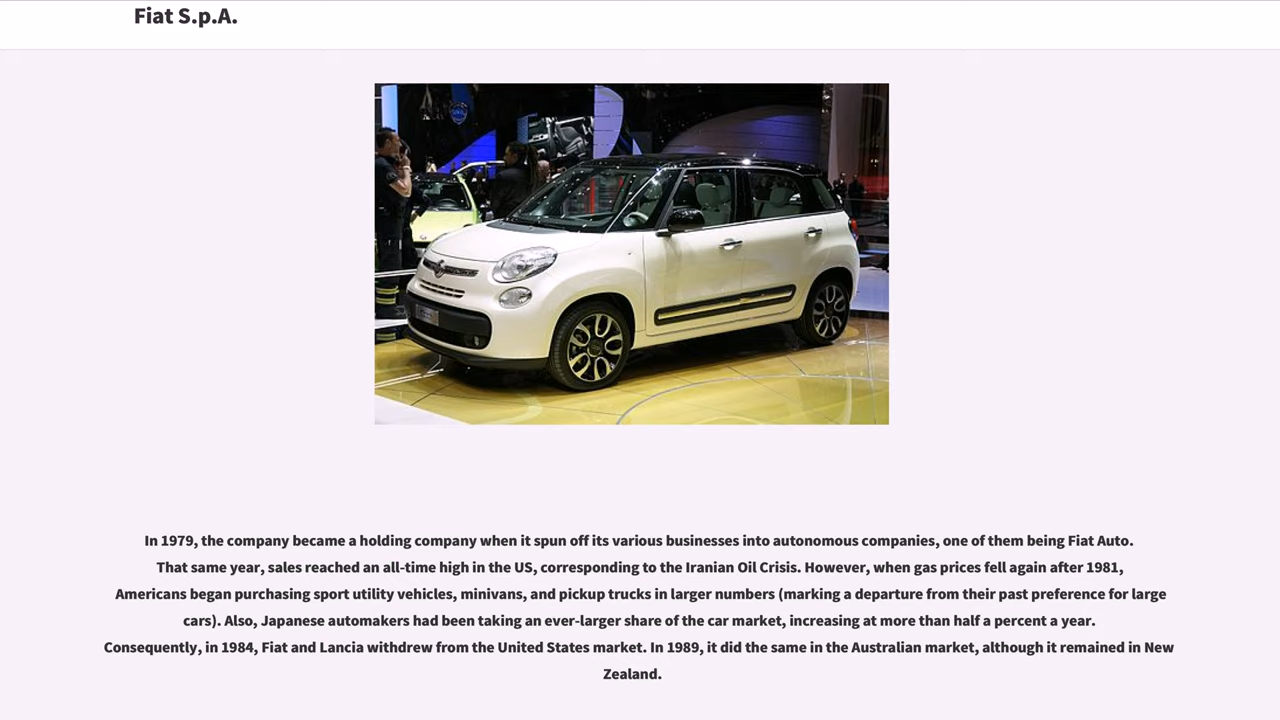 Fiat S.p.A.
In 1979, the company became a holding company when it spun off its various businesses into autonomous companies, one of them being Fiat Auto.
That same year, sales reached an all-time high in the US, corresponding to the Iranian Oil Crisis. However, when gas prices fell again after 1981,
Americans began purchasing sport utility vehicles, minivans, and pickup trucks in larger numbers (marking a departure from their past preference for large
cars). Also, Japanese automakers had been taking an ever-larger share of the car market, increasing at more than half a percent a year.
Consequently, in 1984, Fiat and Lancia withdrew from the United States market. In 1989, it did the same in the Australian market, although it remained in New
Zealand.